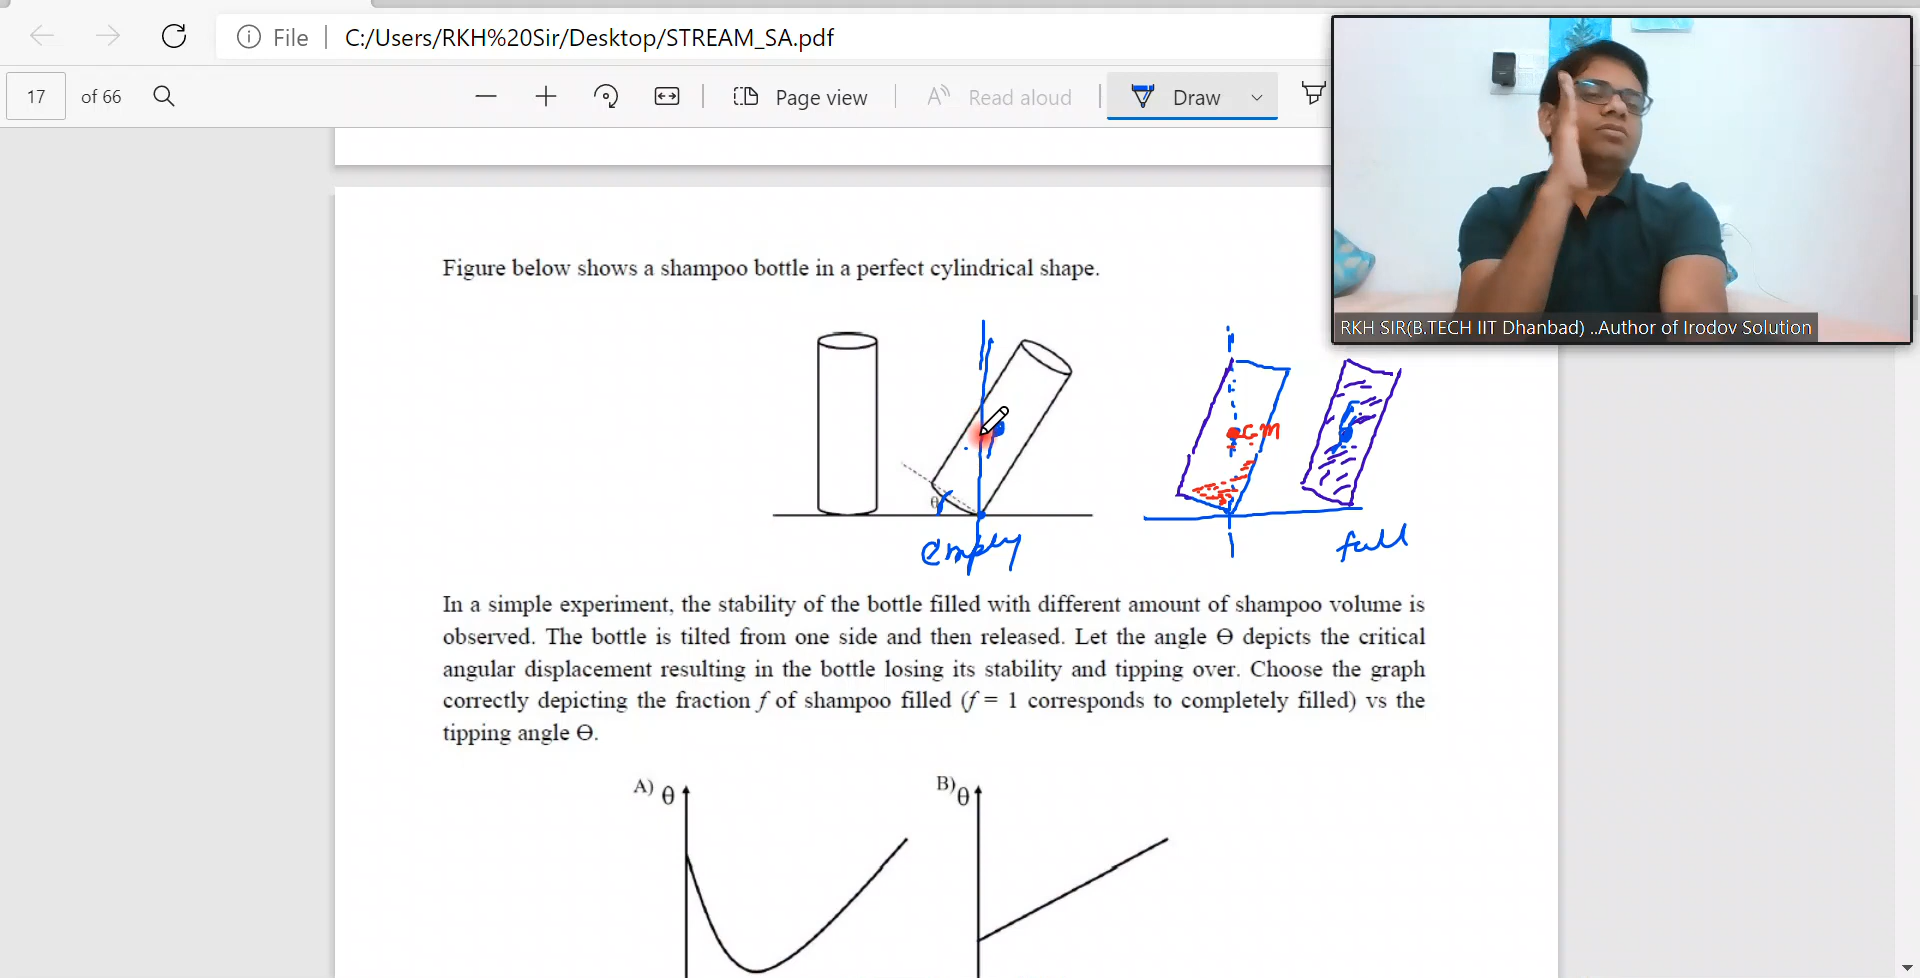 File | C:/Users/RKH%20Sir/Desktop/STREAM_SA.pdf
17 of 66
Page view
Read aloud
Draw
RKH SIR(B.TECH IIT Dhanbad) ..Author of Irodov Solution
Figure below shows a shampoo bottle in a perfect cylindrical shape.
C.M
θ
empty
full
In a simple experiment, the stability of the bottle filled with different amount of shampoo volume is
observed. The bottle is tilted from one side and then released. Let the angle Θ depicts the critical
angular displacement resulting in the bottle losing its stability and tipping over. Choose the graph
correctly depicting the fraction f of shampoo filled (f = 1 corresponds to completely filled) vs the
tipping angle Θ.
A) θ
B) θ